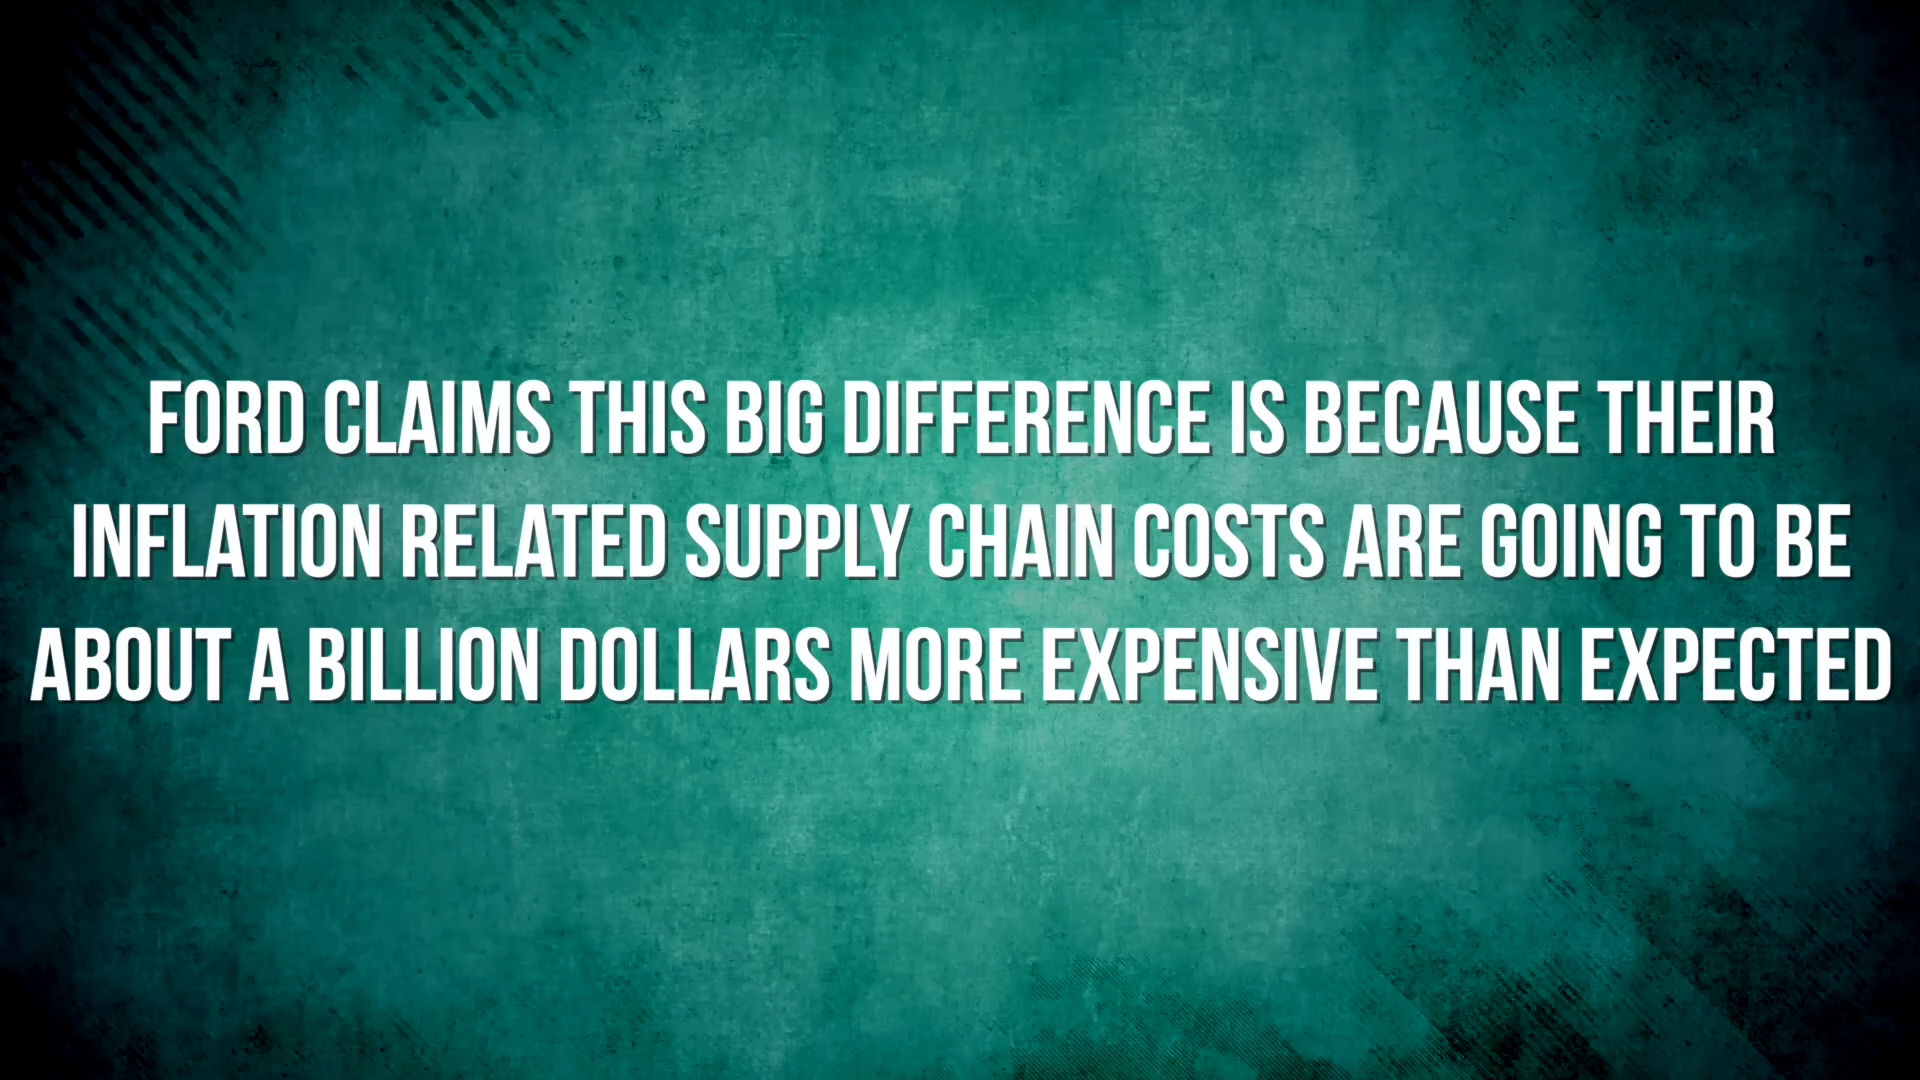 FORD CLAIMS THIS BIG DIFFERENCE IS BECAUSE THEIR
INFLATION RELATED SUPPLY CHAIN COSTS ARE GOING TO BE
ABOUT A BILLION DOLLARS MORE EXPENSIVE THAN EXPECTED